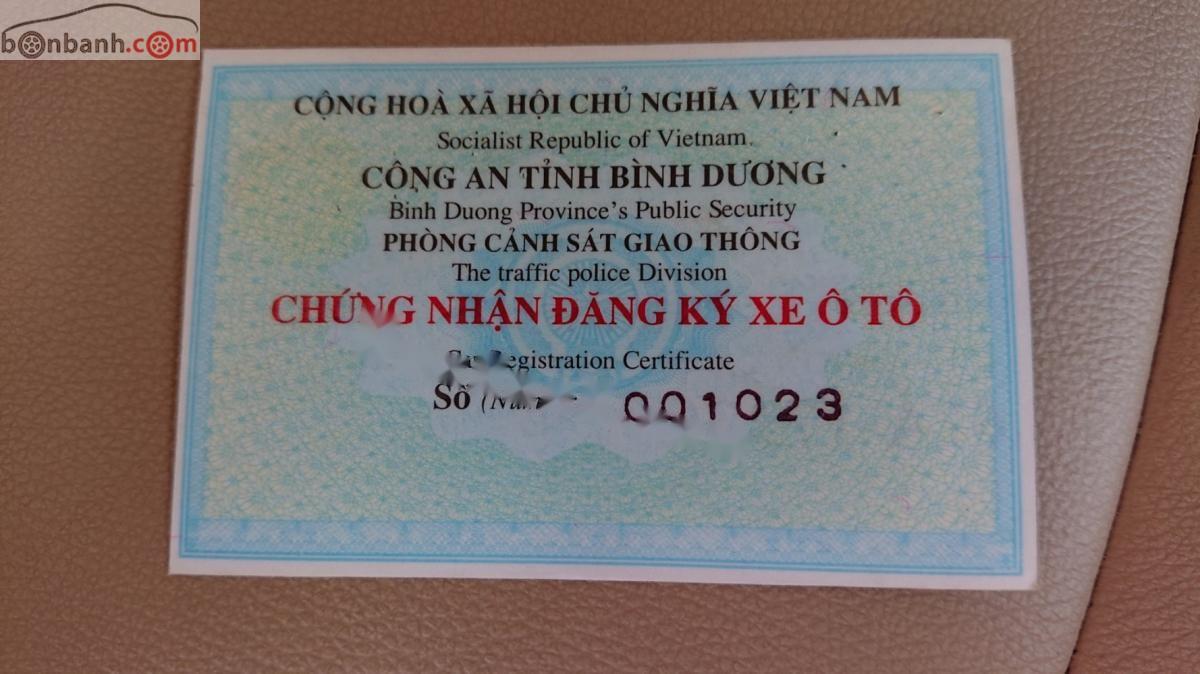 bonbanh.com
CỘNG HOÀ XÃ HỘI CHỦ NGHĨA VIỆT NAM
Socialist Republic of Vietnam.
CÔNG AN TỈNH BÌNH DƯƠNG
Binh Duong Province's Public Security
PHÒNG CẢNH SÁT GIAO THÔNG
The traffic police Division
CHỨNG NHẬN ĐĂNG KÝ XE Ô TÔ
Registration Certificate
Số 001023